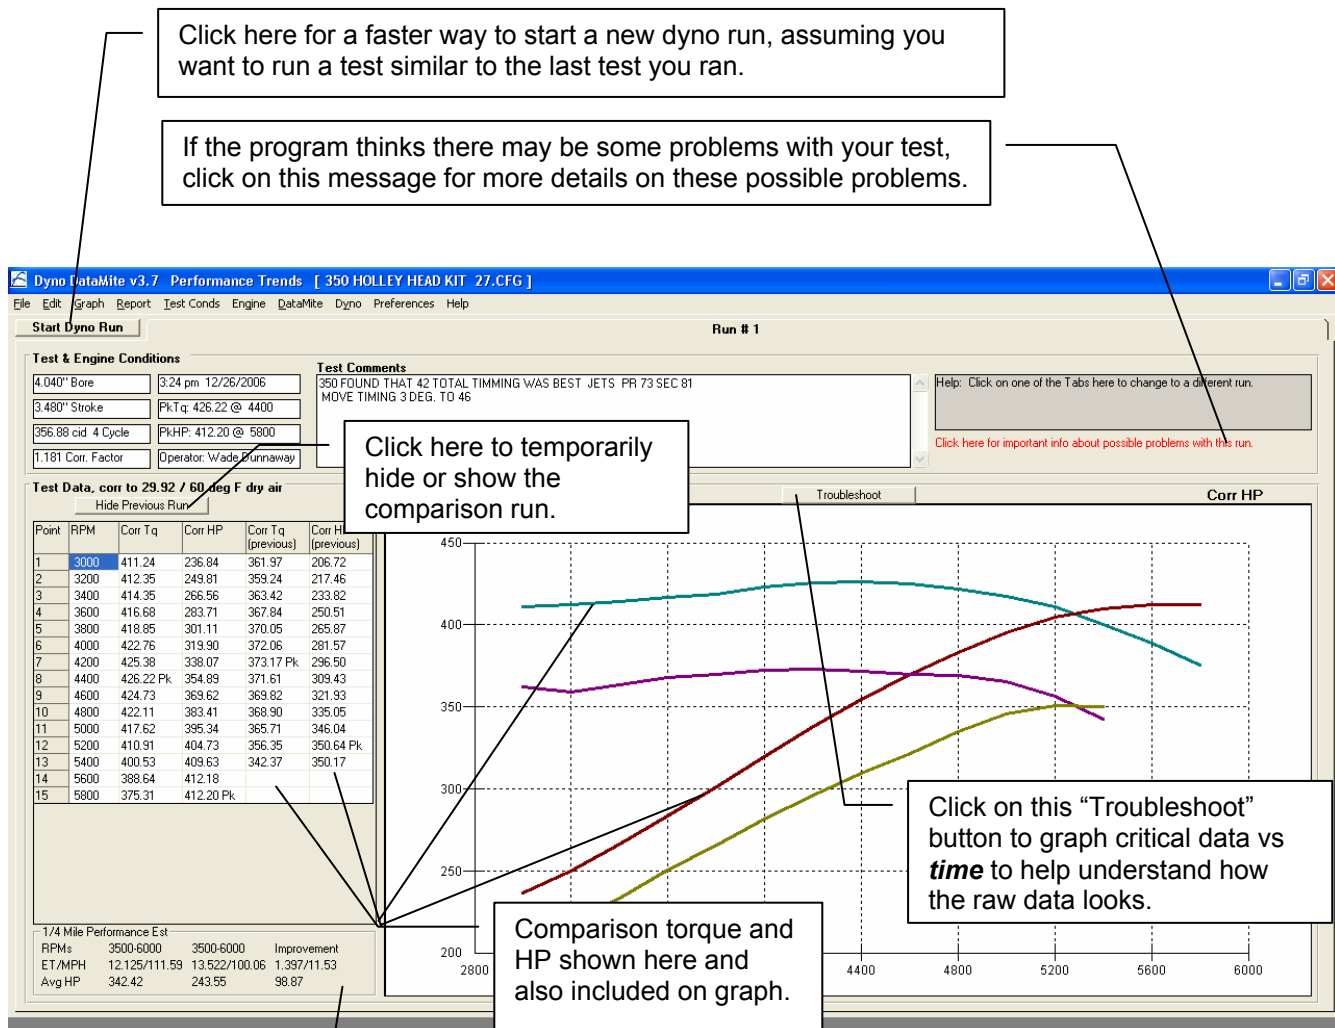 Click here for a faster way to start a new dyno run, assuming you
want to run a test similar to the last test you ran.
If the program thinks there may be some problems with your test,
click on this message for more details on these possible problems.
Dyno DataMite v3.7 Performance Trends [ 350 HOLLEY HEAD KIT 27.CFG ]
File Edit Graph Report Test Conds Engine DataMite Dyno Preferences Help
Start Dyno Run
Run # 1
Test & Engine Conditions
4.040" Bore
3:24 pm 12/26/2006
3.480" Stroke
PkTq: 426.22 @ 4400
356.88 cid 4 Cycle
PkHP: 412.20 @ 5800
1.181 Corr. Factor
Operator: Wade Dunnaway
Test Comments
350 FOUND THAT 42 TOTAL TIMMING WAS BEST JETS PR 73 SEC 81
MOVE TIMING 3 DEG. TO 46
Help: Click on one of the Tabs here to change to a different run.
Click here for important info about possible problems with this run.
Click here to temporarily
hide or show the
comparison run.
Test Data, corr to 29.92 / 60 deg F dry air
Hide Previous Run
Troubleshoot
Corr HP
Point RPM Corr Tq Corr HP Corr Tq (previous) Corr HP (previous)
1 3000 411.24 236.84 361.97 206.72
2 3200 412.35 249.81 359.24 217.46
3 3400 414.35 266.56 363.42 233.82
4 3600 416.68 283.71 367.84 250.51
5 3800 418.85 301.11 370.05 265.87
6 4000 422.76 319.90 372.06 281.57
7 4200 425.38 338.07 373.17 Pk 296.50
8 4400 426.22 Pk 354.89 371.61 309.43
9 4600 424.73 369.62 369.82 321.93
10 4800 422.11 383.41 368.90 335.05
11 5000 417.62 395.34 365.71 346.04
12 5200 410.91 404.73 356.35 350.64 Pk
13 5400 400.53 409.63 342.37 350.17
14 5600 388.64 412.18
15 5800 375.31 412.20 Pk
450
400
350
300
250
200
2800 4400 4800 5200 5600 6000
Click on this “Troubleshoot”
button to graph critical data vs
time to help understand how
the raw data looks.
Comparison torque and
HP shown here and
also included on graph.
1/4 Mile Performance Est
RPMs 3500-6000 3500-6000 Improvement
ET/MPH 12.125/111.59 13.522/100.06 1.397/11.53
Avg HP 342.42 243.55 98.87